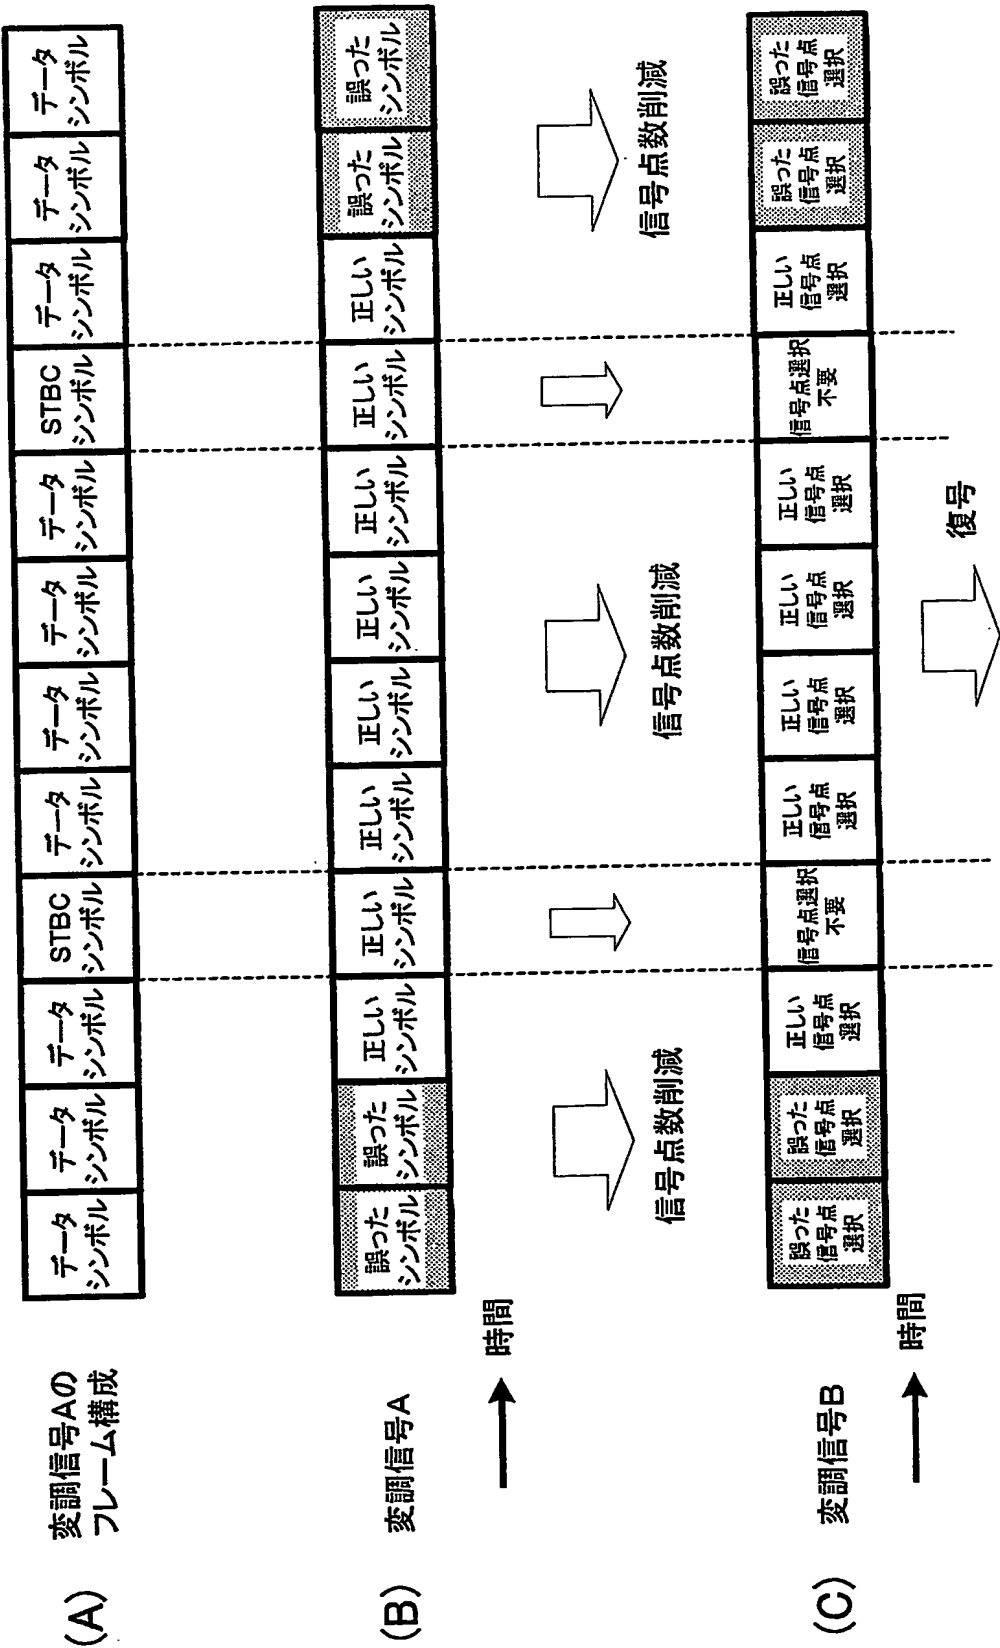 (A)
変調信号Aの
フレーム構成
データ
シンボル
データ
シンボル
データ
シンボル
STBC
シンボル
データ
シンボル
データ
シンボル
データ
シンボル
データ
シンボル
STBC
シンボル
データ
シンボル
データ
シンボル
データ
シンボル
(B)
変調信号A
誤った
シンボル
誤った
シンボル
正しい
シンボル
正しい
シンボル
正しい
シンボル
正しい
シンボル
正しい
シンボル
正しい
シンボル
正しい
シンボル
正しい
シンボル
誤った
シンボル
誤った
シンボル
時間
信号点数削減
信号点数削減
信号点数削減
(C)
変調信号B
誤った
信号点
選択
誤った
信号点
選択
正しい
信号点
選択
信号点選択
不要
正しい
信号点
選択
正しい
信号点
選択
正しい
信号点
選択
正しい
信号点
選択
信号点選択
不要
正しい
信号点
選択
誤った
信号点
選択
誤った
信号点
選択
時間
復号